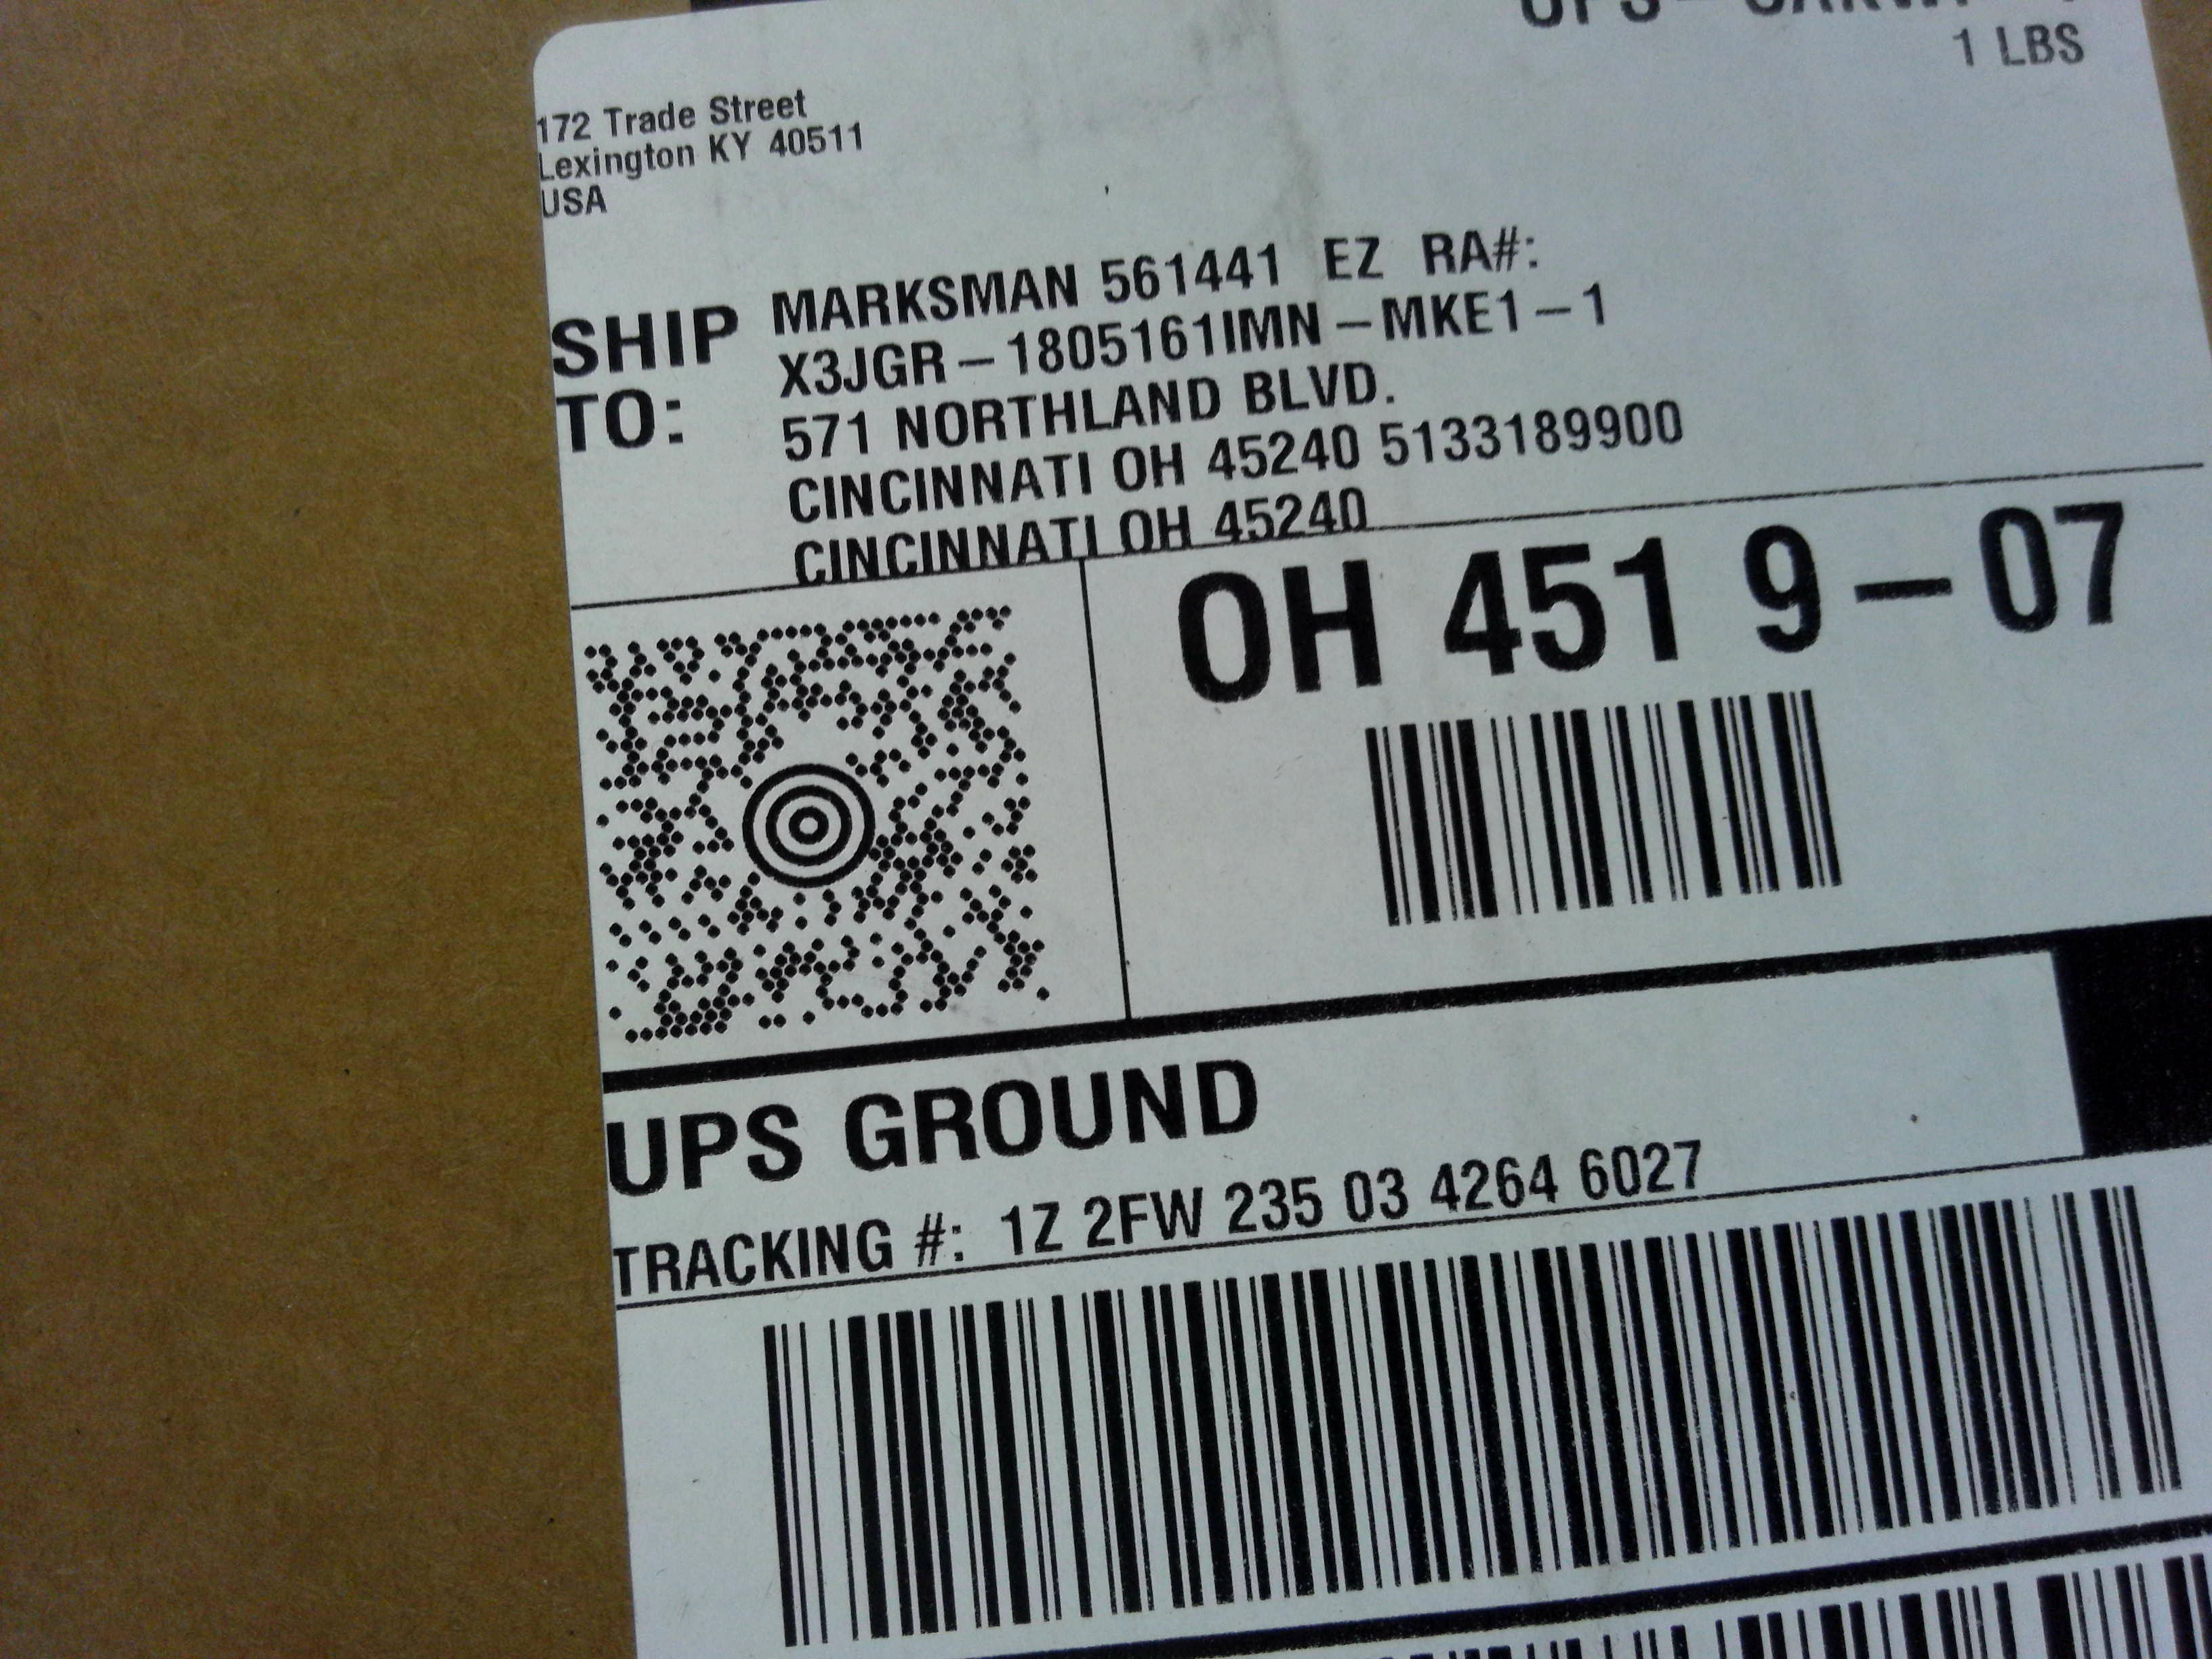 1 LBS
172 Trade Street
Lexington KY 40511
USA
SHIP TO:
MARKSMAN 561441 EZ RA#:
X3JGR-1805161IMN-MKE1-1
571 NORTHLAND BLVD.
CINCINNATI OH 45240 5133189900
CINCINNATI OH 45240
OH 451 9-07
UPS GROUND
TRACKING #: 1Z 2FW 235 03 4264 6027